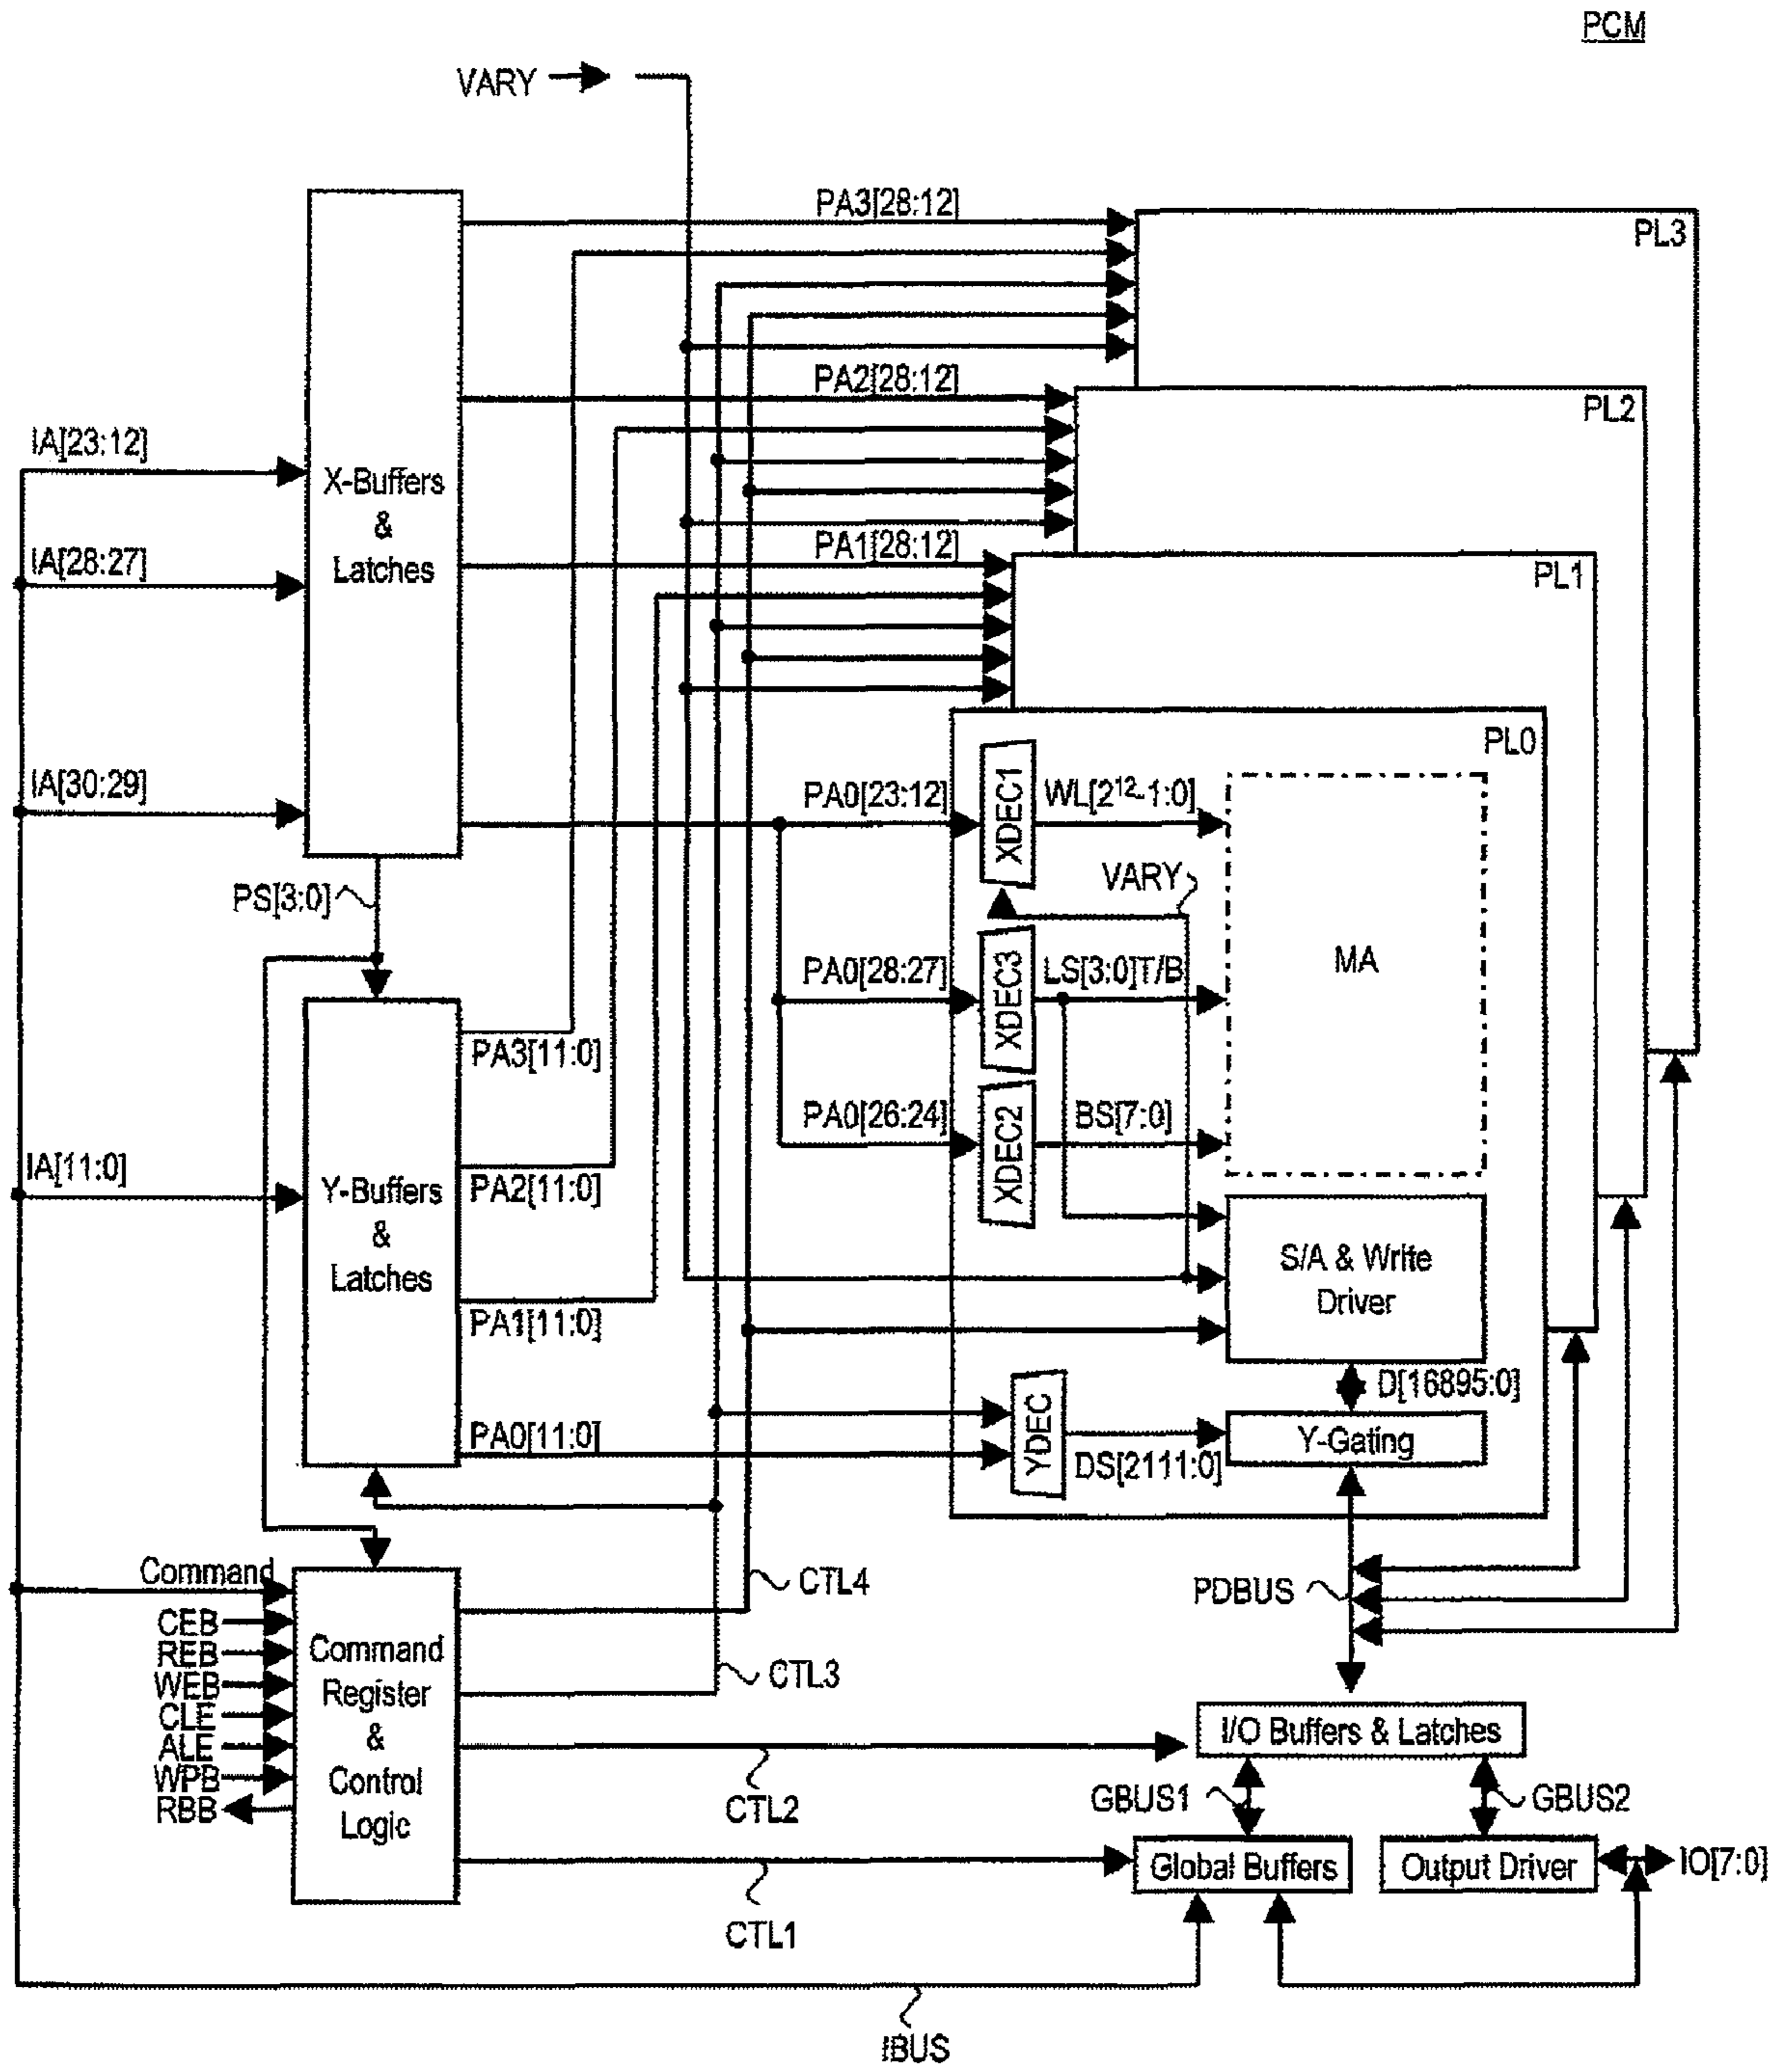 PCM
VARY
PA3[28:12]
PL3
PA2[28:12]
PL2
IA[23:12]
X-Buffers
&
Latches
IA[28:27]
PA1[28:12]
PL1
PL0
IA[30:29]
PA0[23:12]
XDEC1
WL[2¹²-1:0]
VARY
PS[3:0]
MA
PA0[28:27]
XDEC3
LS[3:0]T/B
PA3[11:0]
PA0[26:24]
XDEC2
BS[7:0]
IA[11:0]
Y-Buffers
&
Latches
PA2[11:0]
S/A & Write
Driver
PA1[11:0]
D[16895:0]
PA0[11:0]
YDEC
DS[2111:0]
Y-Gating
Command
CEB
REB
WEB
CLE
ALE
WPB
RBB
Command
Register
&
Control
Logic
CTL4
PDBUS
CTL3
I/O Buffers & Latches
CTL2
GBUS1
GBUS2
Global Buffers
Output Driver
IO[7:0]
CTL1
IBUS